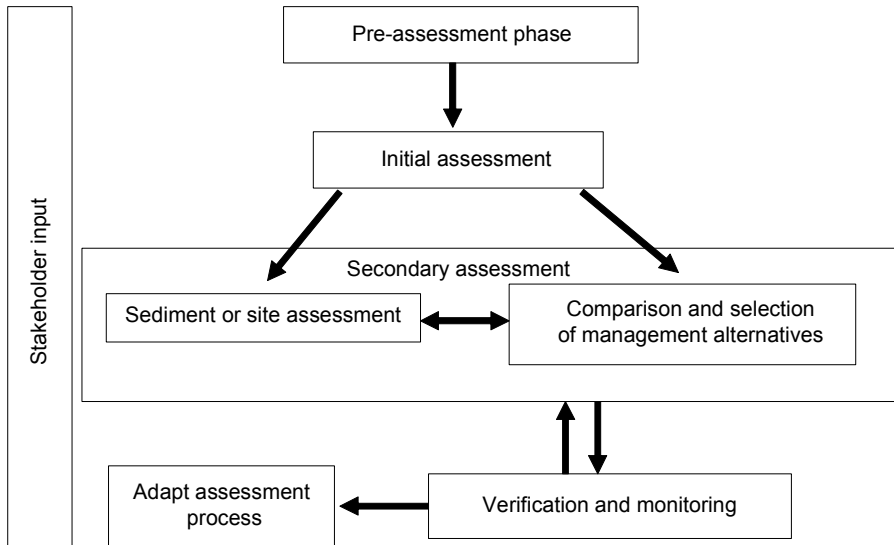 Pre-assessment phase
Initial assessment
Stakeholder input
Secondary assessment
Sediment or site assessment
Comparison and selection
of management alternatives
Adapt assessment
process
Verification and monitoring